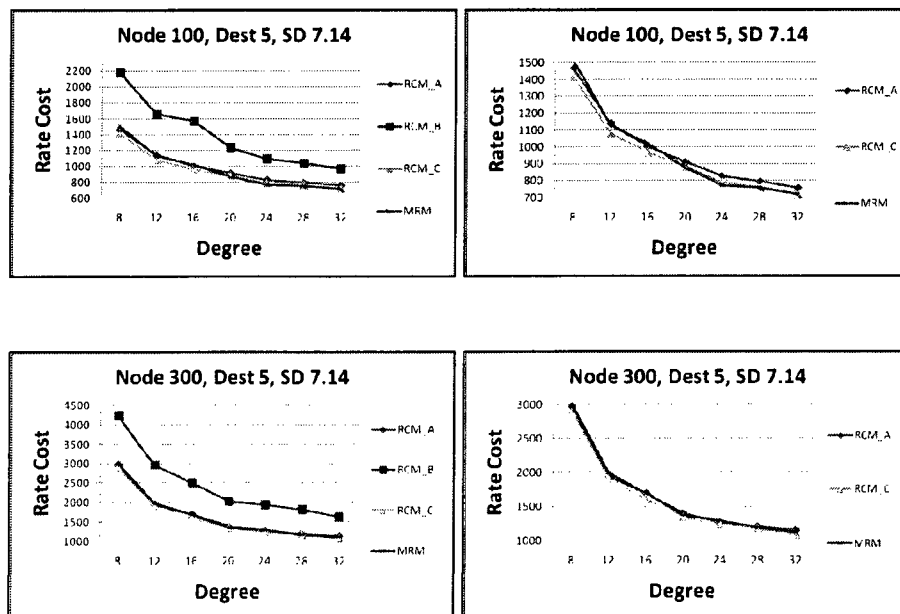 Node 100, Dest 5, SD 7.14
Rate Cost
2200
2000
1800
1600
1400
1200
1000
800
600
8 12 16 20 24 28 32
Degree
RCM_A
RCM_B
RCM_C
MRM
Node 100, Dest 5, SD 7.14
Rate Cost
1500
1400
1300
1200
1100
1000
900
800
700
8 12 16 20 24 28 32
Degree
RCM_A
RCM_C
MRM
Node 300, Dest 5, SD 7.14
Rate Cost
4500
4000
3500
3000
2500
2000
1500
1000
8 12 16 20 24 28 32
Degree
RCM_A
RCM_B
RCM_C
MRM
Node 300, Dest 5, SD 7.14
Rate Cost
3000
2500
2000
1500
1000
8 12 16 20 24 28 32
Degree
RCM_A
RCM_C
MRM